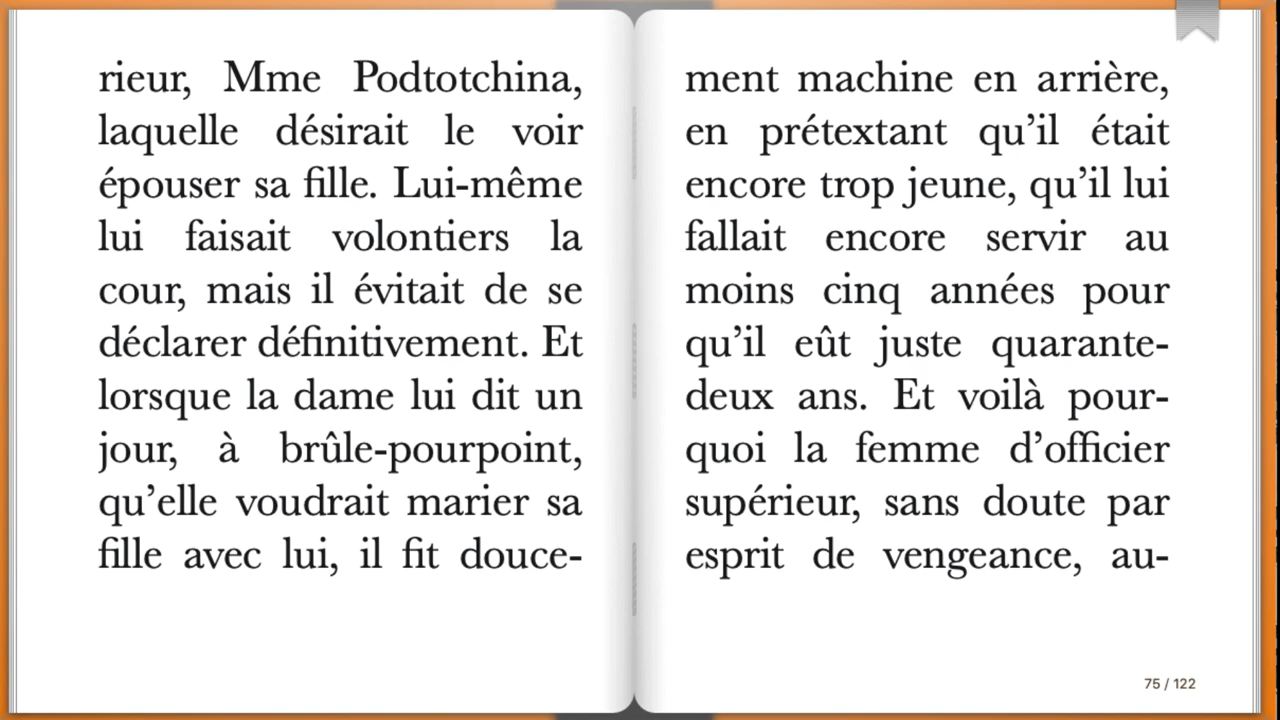 rieur, Mme Podtotchina,
laquelle désirait le voir
épouser sa fille. Lui-même
lui faisait volontiers la
cour, mais il évitait de se
déclarer définitivement. Et
lorsque la dame lui dit un
jour, à brûle-pourpoint,
qu’elle voudrait marier sa
fille avec lui, il fit douce-
ment machine en arrière,
en prétextant qu’il était
encore trop jeune, qu’il lui
fallait encore servir au
moins cinq années pour
qu’il eût juste quarante-
deux ans. Et voilà pour-
quoi la femme d’officier
supérieur, sans doute par
esprit de vengeance, au-
75 / 122